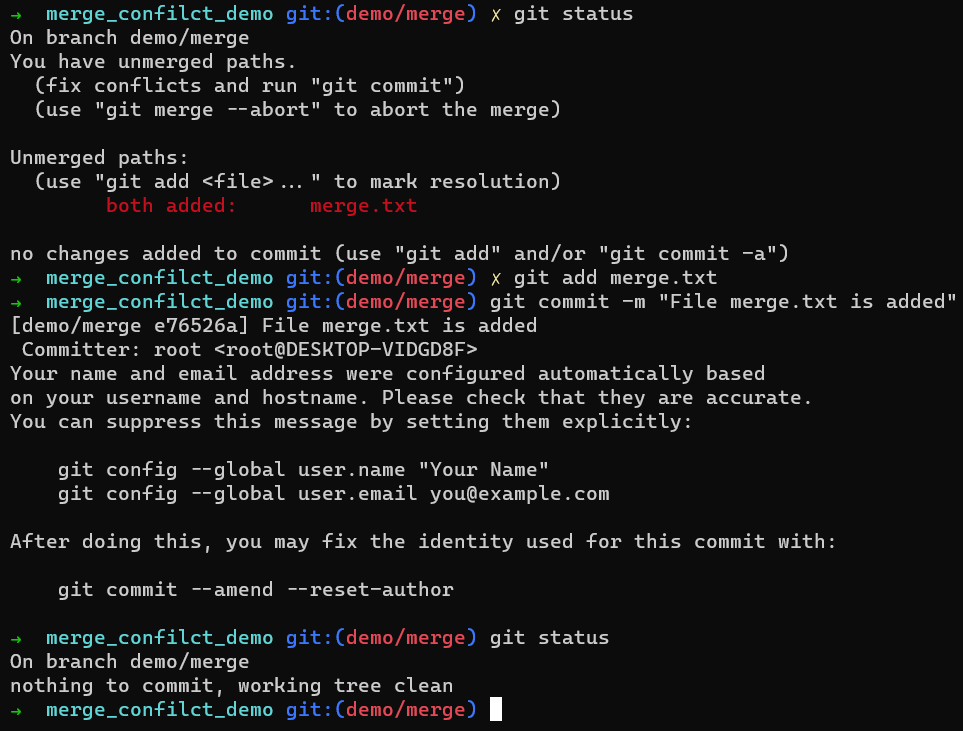 →  merge_confilct_demo git:(demo/merge) ✗ git status
On branch demo/merge
You have unmerged paths.
  (fix conflicts and run "git commit")
  (use "git merge --abort" to abort the merge)

Unmerged paths:
  (use "git add <file>..." to mark resolution)
        both added:      merge.txt

no changes added to commit (use "git add" and/or "git commit -a")
→  merge_confilct_demo git:(demo/merge) ✗ git add merge.txt
→  merge_confilct_demo git:(demo/merge) git commit -m "File merge.txt is added"
[demo/merge e76526a] File merge.txt is added
 Committer: root <root@DESKTOP-VIDGD8F>
Your name and email address were configured automatically based
on your username and hostname. Please check that they are accurate.
You can suppress this message by setting them explicitly:

    git config --global user.name "Your Name"
    git config --global user.email you@example.com

After doing this, you may fix the identity used for this commit with:

    git commit --amend --reset-author

→  merge_confilct_demo git:(demo/merge) git status
On branch demo/merge
nothing to commit, working tree clean
→  merge_confilct_demo git:(demo/merge)